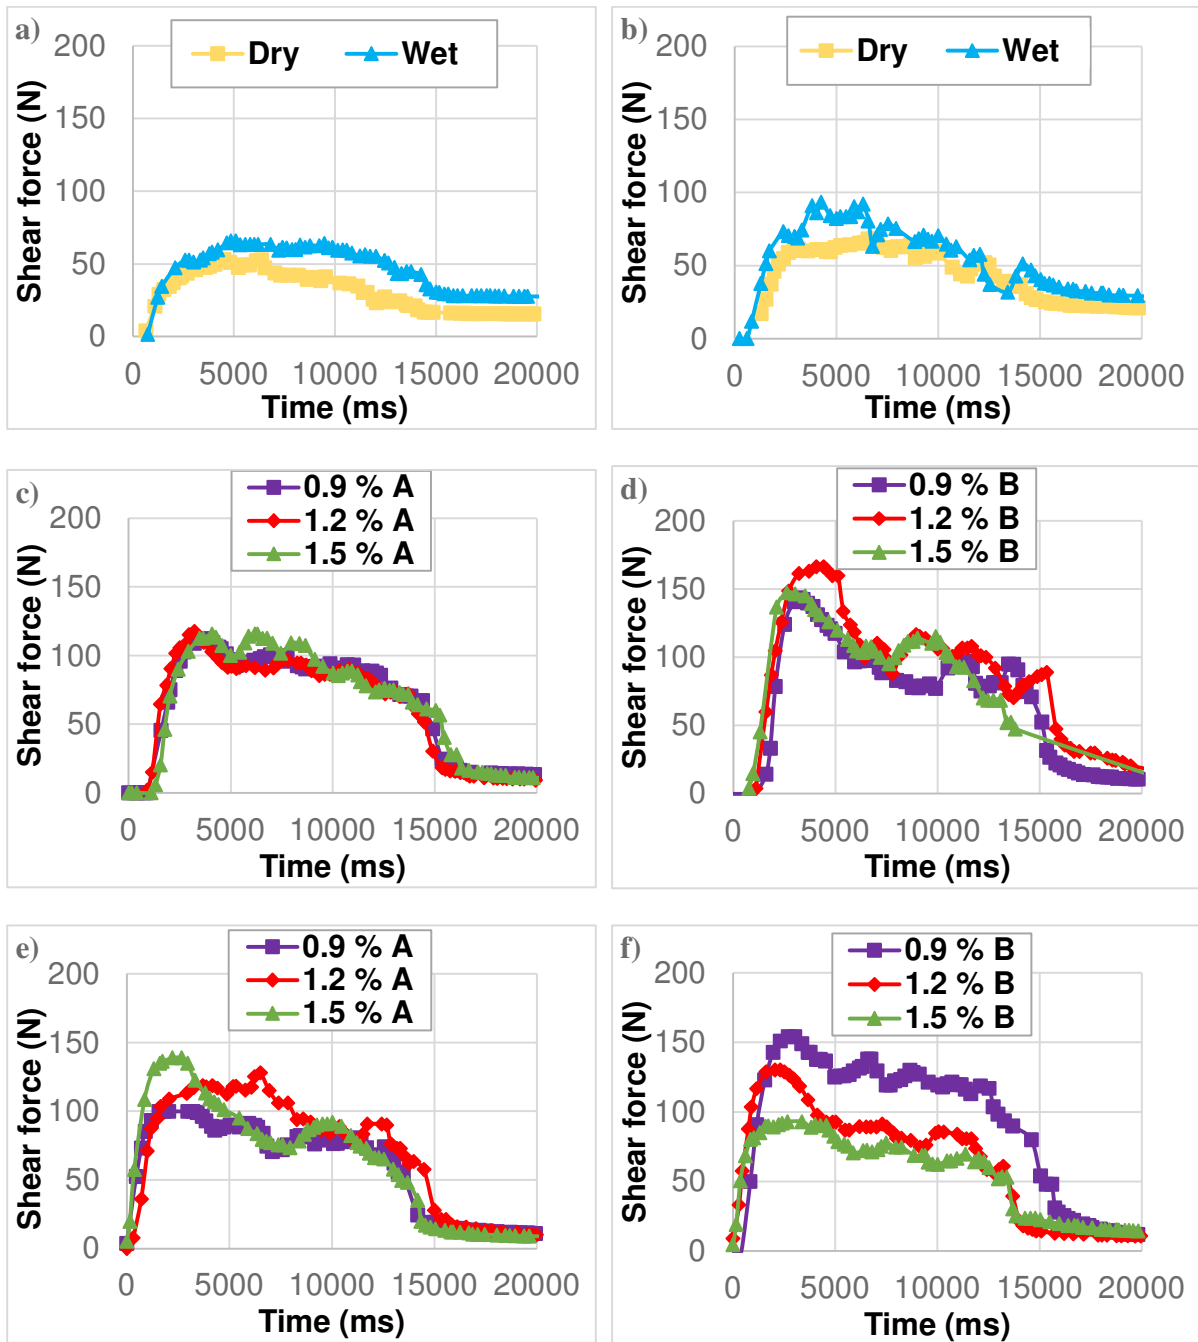 a)
Dry Wet
200
150
100
50
0
0 5000 10000 15000 20000
Shear force (N)
Time (ms)
b)
Dry Wet
200
150
100
50
0
0 5000 10000 15000 20000
Shear force (N)
Time (ms)
c)
0.9 % A
1.2 % A
1.5 % A
200
150
100
50
0
0 5000 10000 15000 20000
Shear force (N)
Time (ms)
d)
0.9 % B
1.2 % B
1.5 % B
200
150
100
50
0
0 5000 10000 15000 20000
Shear force (N)
Time (ms)
e)
0.9 % A
1.2 % A
1.5 % A
200
150
100
50
0
0 5000 10000 15000 20000
Shear force (N)
Time (ms)
f)
0.9 % B
1.2 % B
1.5 % B
200
150
100
50
0
0 5000 10000 15000 20000
Shear force (N)
Time (ms)